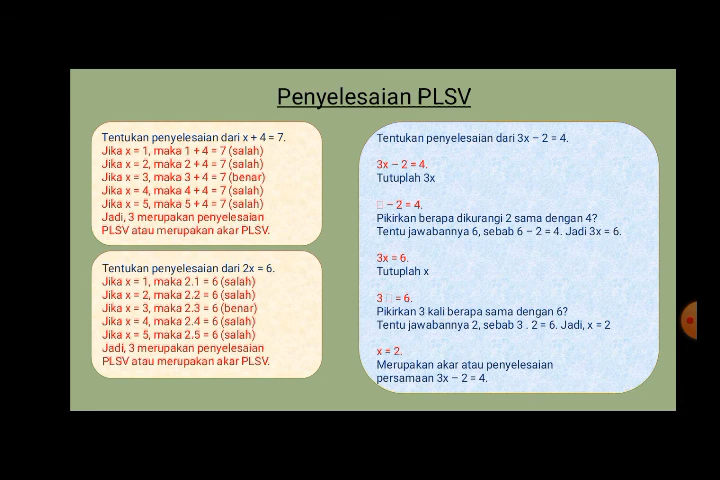 Penyelesaian PLSV
Tentukan penyelesaian dari x + 4 = 7.
Jika x = 1, maka 1 + 4 = 7 (salah)
Jika x = 2, maka 2 + 4 = 7 (salah)
Jika x = 3, maka 3 + 4 = 7 (benar)
Jika x = 4, maka 4 + 4 = 7 (salah)
Jika x = 5, maka 5 + 4 = 7 (salah)
Jadi, 3 merupakan penyelesaian
PLSV atau merupakan akar PLSV.
Tentukan penyelesaian dari 2x = 6.
Jika x = 1, maka 2.1 = 6 (salah)
Jika x = 2, maka 2.2 = 6 (salah)
Jika x = 3, maka 2.3 = 6 (benar)
Jika x = 4, maka 2.4 = 6 (salah)
Jika x = 5, maka 2.5 = 6 (salah)
Jadi, 3 merupakan penyelesaian
PLSV atau merupakan akar PLSV.
Tentukan penyelesaian dari 3x – 2 = 4.
3x – 2 = 4.
Tutuplah 3x
□ – 2 = 4.
Pikirkan berapa dikurangi 2 sama dengan 4?
Tentu jawabannya 6, sebab 6 – 2 = 4. Jadi 3x = 6.
3x = 6.
Tutuplah x
3 □ = 6.
Pikirkan 3 kali berapa sama dengan 6?
Tentu jawabannya 2, sebab 3 . 2 = 6. Jadi, x = 2
x = 2.
Merupakan akar atau penyelesaian
persamaan 3x – 2 = 4.